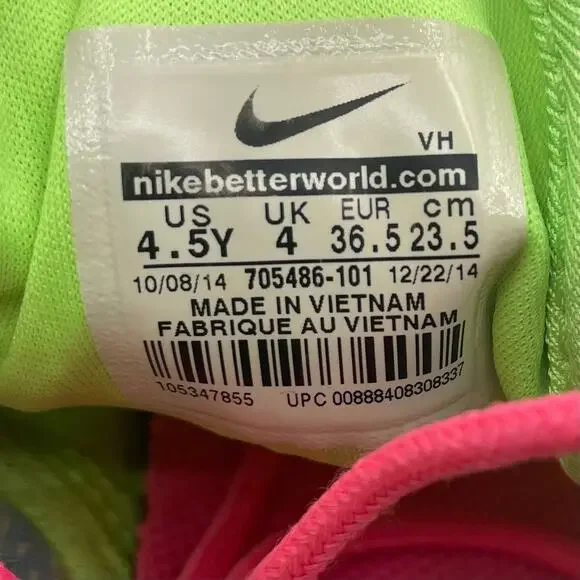 VH
nikebetterworld.com
US UK EUR cm
4.5Y 4 36.5 23.5
10/08/14 705486-101 12/22/14
MADE IN VIETNAM
FABRIQUE AU VIETNAM
105347855 UPC 00888408308337